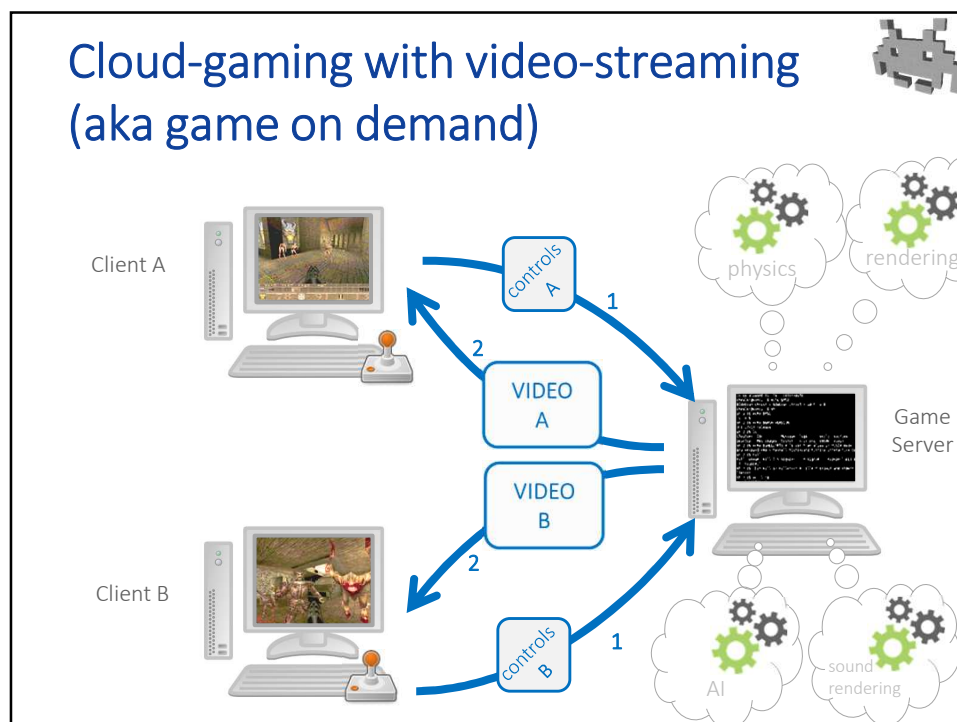 Cloud-gaming with video-streaming
(aka game on demand)
Client A
controls
A
1
physics
rendering
2
VIDEO
A
Game
Server
VIDEO
B
2
Client B
controls
B
1
AI
sound
rendering